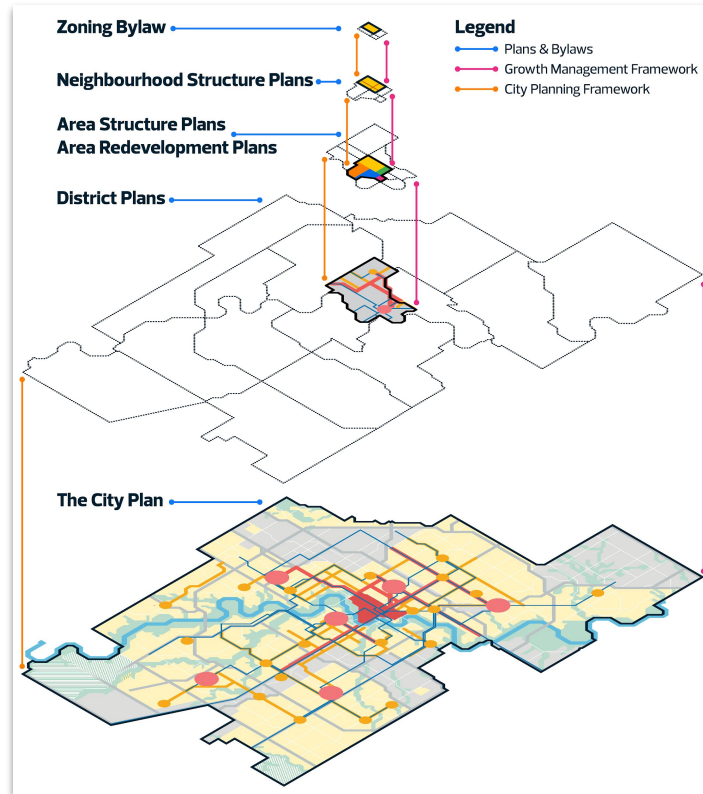 Zoning Bylaw
Neighbourhood Structure Plans
Area Structure Plans
Area Redevelopment Plans
District Plans
The City Plan
Legend
Plans & Bylaws
Growth Management Framework
City Planning Framework